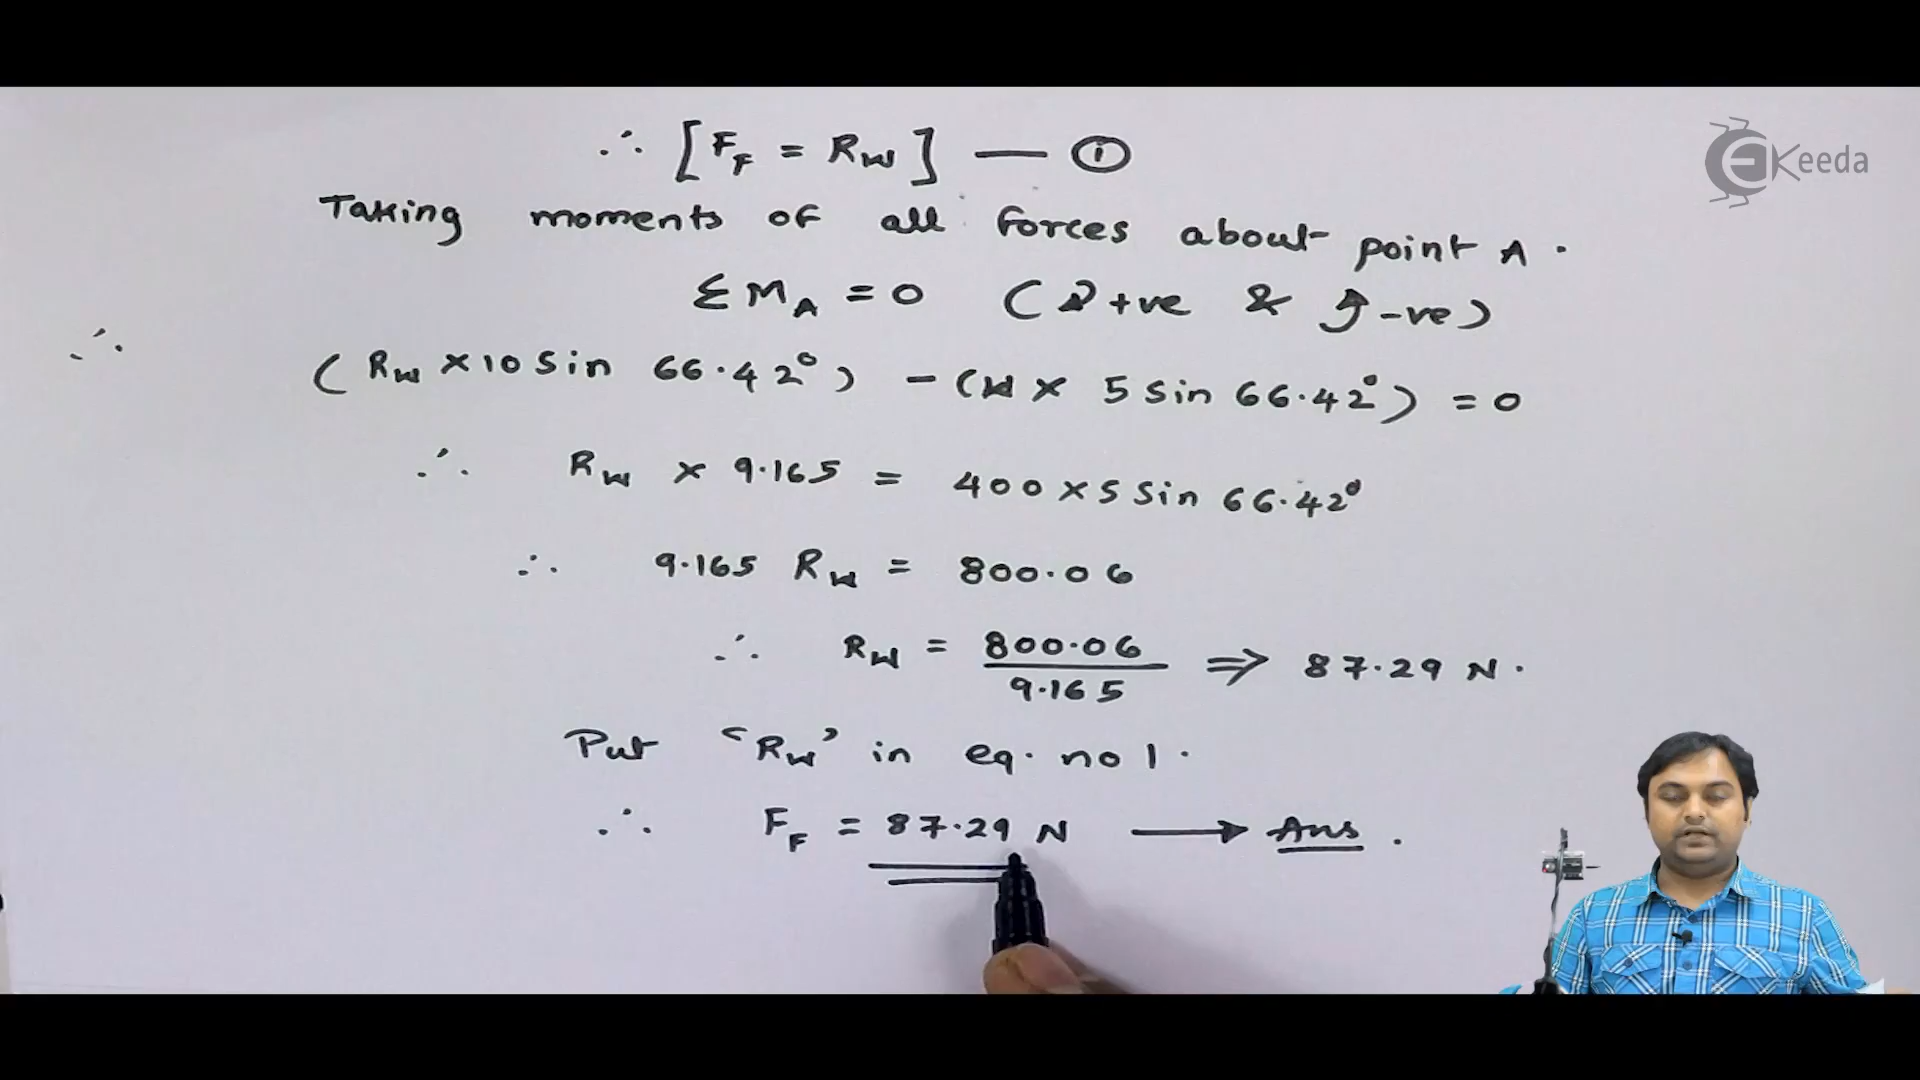 ∴ [F_F = R_W] — ①
εKeeda
Taking moments of all forces about point A.
ΣM_A = 0 (↻ +ve & ↺ -ve)
∴ (R_W × 10 sin 66.42°) - (W × 5 sin 66.42°) = 0
∴ R_W × 9.165 = 400 × 5 sin 66.42°
∴ 9.165 R_W = 800.06
∴ R_W = 800.06 / 9.165 ⇒ 87.29 N.
Put 'R_W' in eq. no 1.
∴ F_F = 87.29 N → Ans.